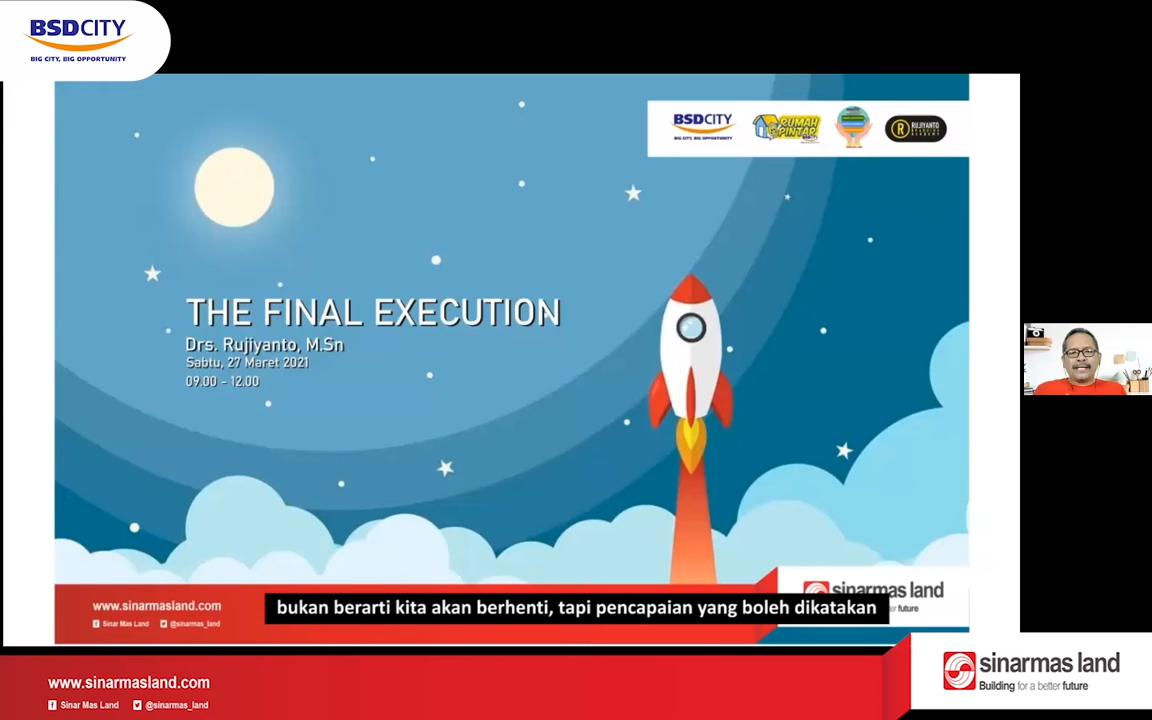 BSDCITY
BIG CITY, BIG OPPORTUNITY
BSDCITY
BIG CITY, BIG OPPORTUNITY
RUMAH
PINTAR
RUJIYANTO
THE FINAL EXECUTION
Drs. Rujiyanto, M.Sn
Sabtu, 27 Maret 2021
09.00 - 12.00
www.sinarmasland.com
Sinar Mas Land @sinarmas_land
sinarmas land
future
bukan berarti kita akan berhenti, tapi pencapaian yang boleh dikatakan
www.sinarmasland.com
Sinar Mas Land @sinarmas_land
sinarmas land
Building for a better future